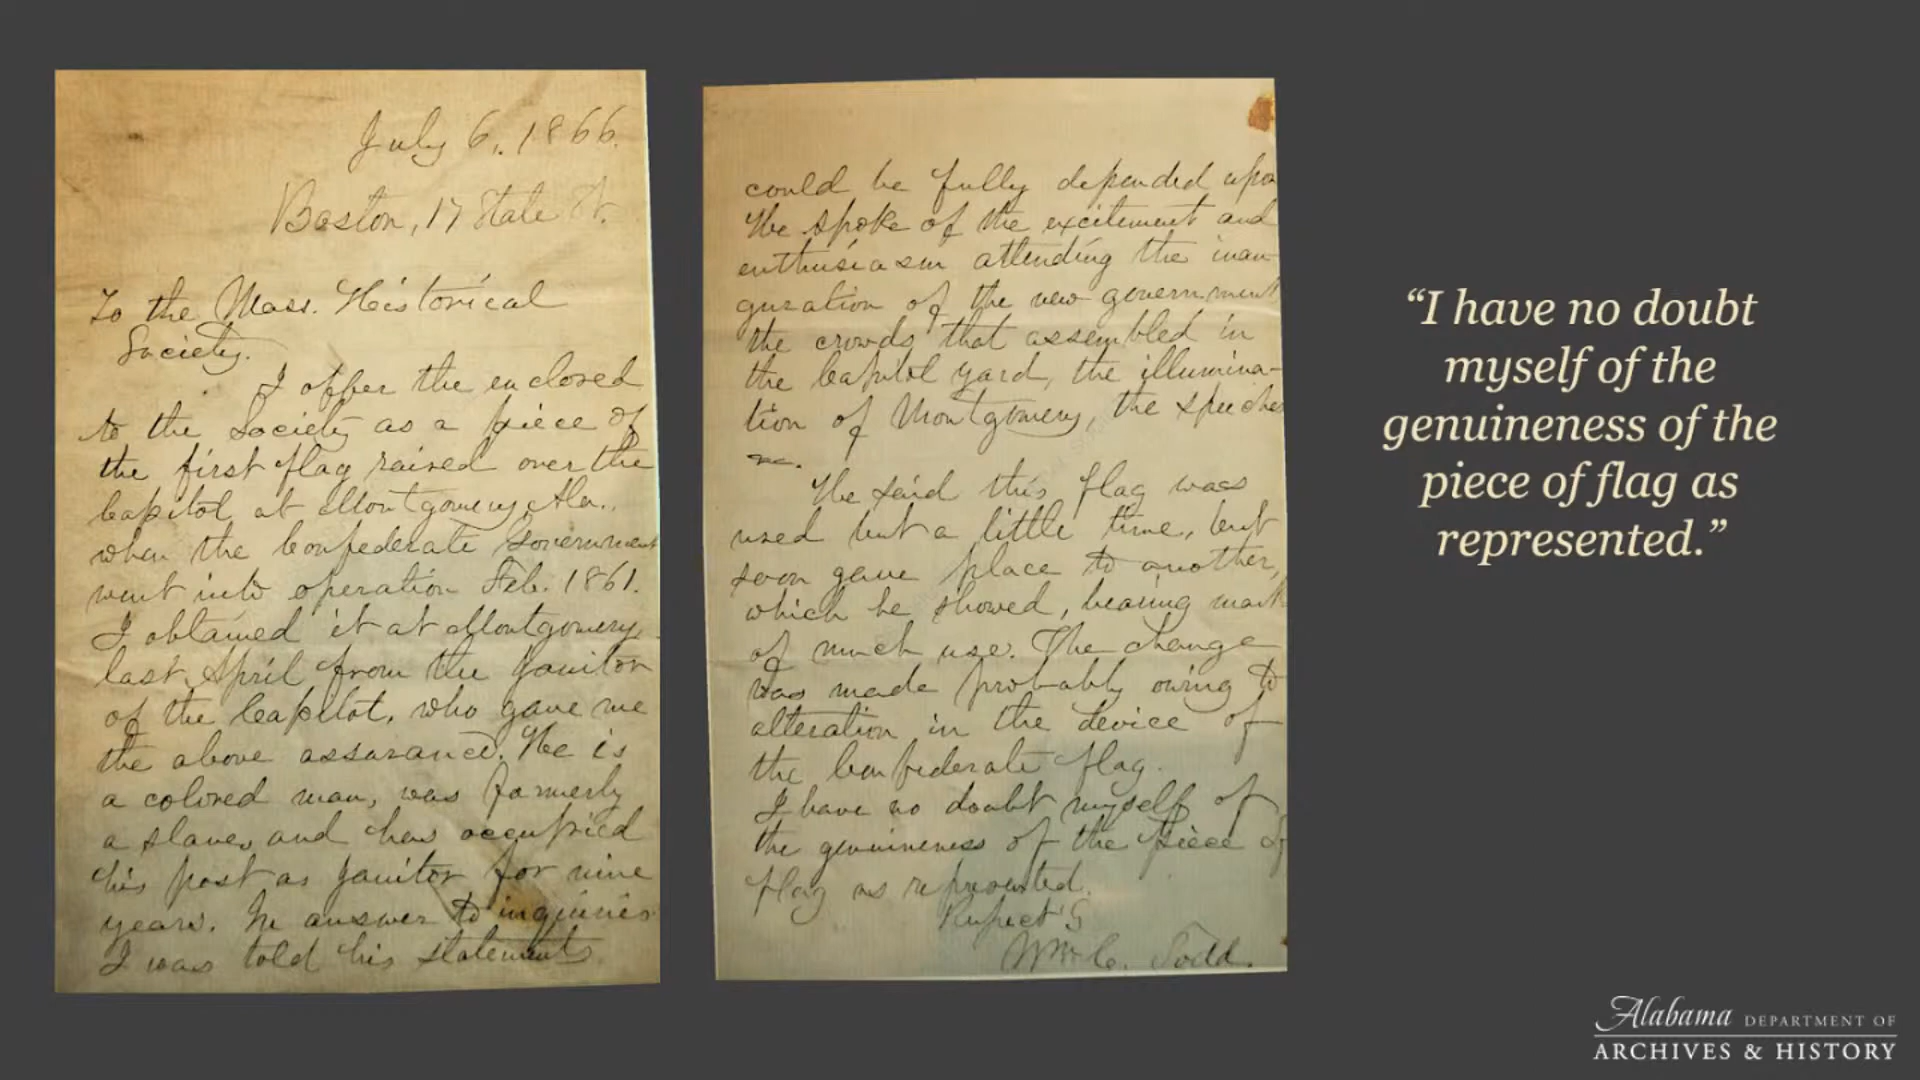 July 6, 1866.
Boston, 17 State St.
To the Mass. Historical
Society.
I offer the enclosed
to the Society as a piece of
the first flag raised over the
Capitol at Montgomery, Ala.,
when the Confederate Government
went into operation Feb. 1861.
I obtained it at Montgomery,
last April from the Janitor
of the Capitol, who gave me
the above assurance. He is
a colored man, was formerly
a slave, and has occupied
his post as Janitor for nine
years. In answer to inquiries
I was told his statements
could be fully depended upon
He spoke of the excitement and
enthusiasm attending the inau-
guration of the new government
the crowds that assembled in
the Capitol yard, the illumina-
tion of Montgomery, the speeches
&c.
He said this flag was
used but a little time, but
soon gave place to another,
which he showed, bearing mark
of much use. The change
was made probably owing to
alteration in the device of
the Confederate flag.
I have no doubt myself of
the genuineness of the piece of
flag as represented.
Respect'y
Wm. C. Todd.
“I have no doubt
myself of the
genuineness of the
piece of flag as
represented.”
Alabama DEPARTMENT OF
ARCHIVES & HISTORY